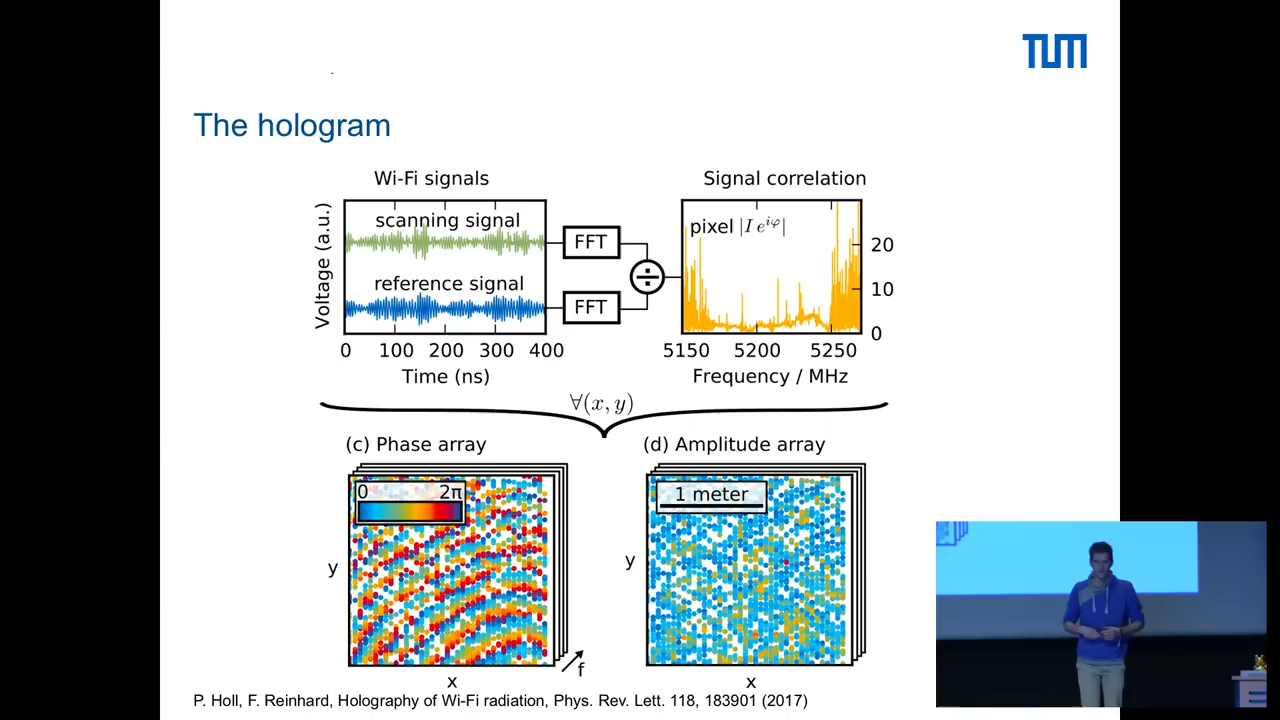 TUM
The hologram
Wi-Fi signals
Signal correlation
Voltage (a.u.)
scanning signal
reference signal
0 100 200 300 400
Time (ns)
FFT
FFT
÷
pixel |I e^{iφ}|
20
10
0
5150 5200 5250
Frequency / MHz
∀(x, y)
(c) Phase array
(d) Amplitude array
0 2π
1 meter
y
y
f
x
x
P. Holl, F. Reinhard, Holography of Wi-Fi radiation, Phys. Rev. Lett. 118, 183901 (2017)